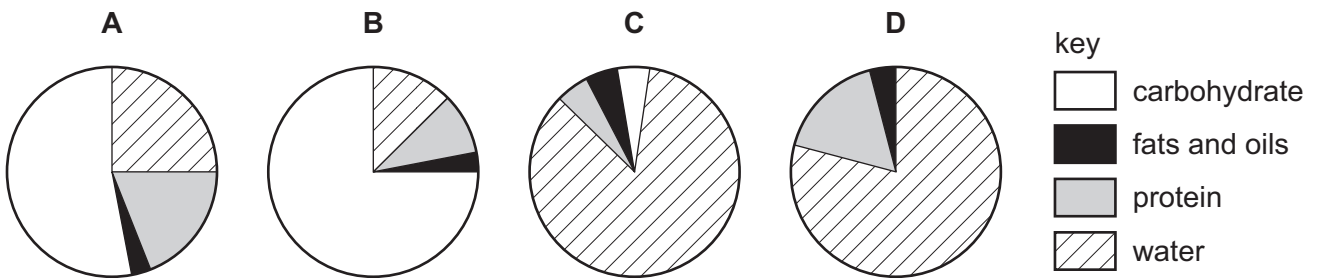 A B C D
key
carbohydrate
fats and oils
protein
water